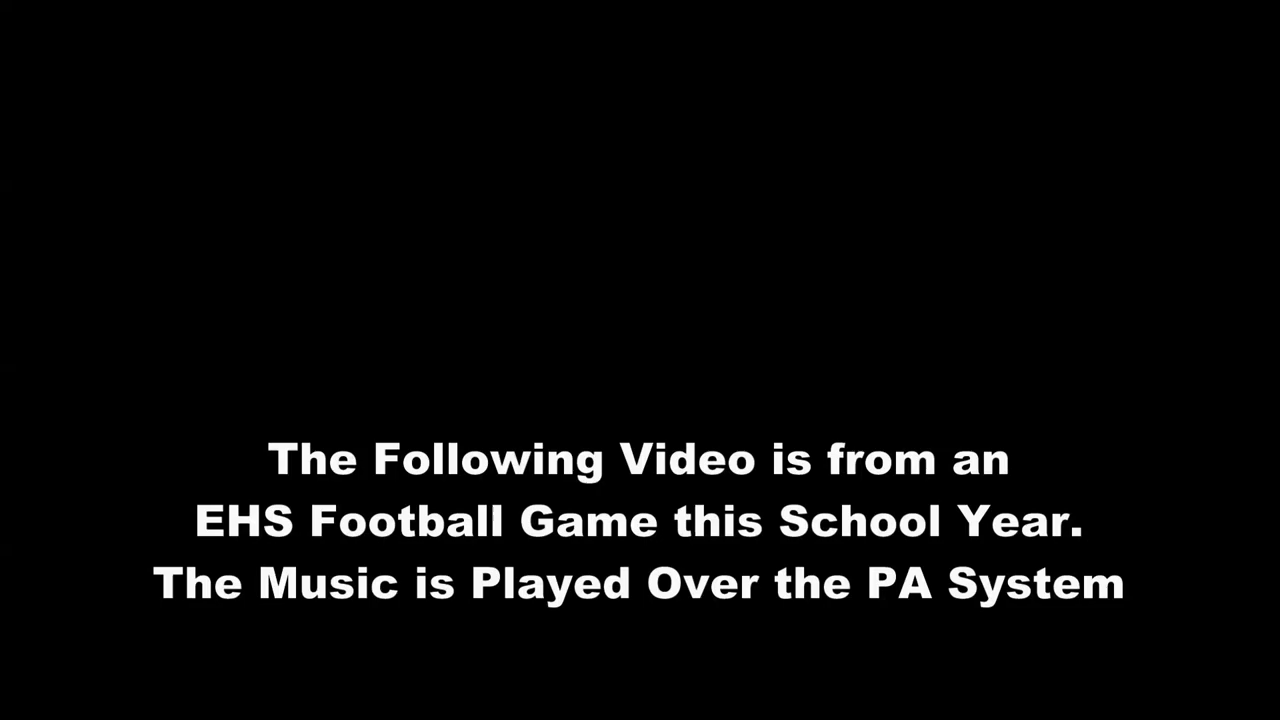 The Following Video is from an
EHS Football Game this School Year.
The Music is Played Over the PA System